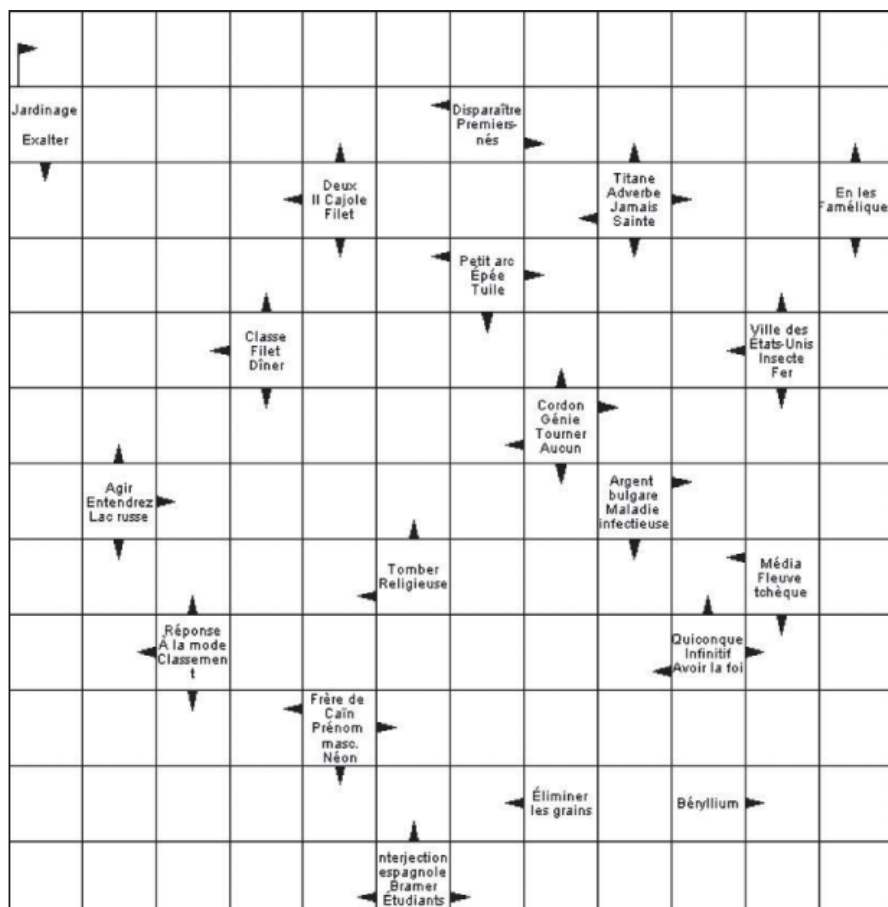 Jardinage
Exalter
Disparaître
Premiers-
nés
Deux
II Cajole
Filet
Titane
Adverbe
Jamais
Sainte
En les
Famélique
Petit arc
Épée
Tuile
Classe
Filet
Dîner
Ville des
États-Unis
Insecte
Fer
Cordon
Génie
Tourner
Aucun
Agir
Entendrez
Lac russe
Argent
bulgare
Maladie
infectieuse
Tomber
Religieuse
Média
Fleuve
tchèque
Réponse
À la mode
Classemen
t
Quiconque
Infinitif
Avoir la foi
Frère de
Caïn
Prénom
masc.
Néon
Éliminer
les grains
Béryllium
nterjection
espagnole
Bramer
Étudiants